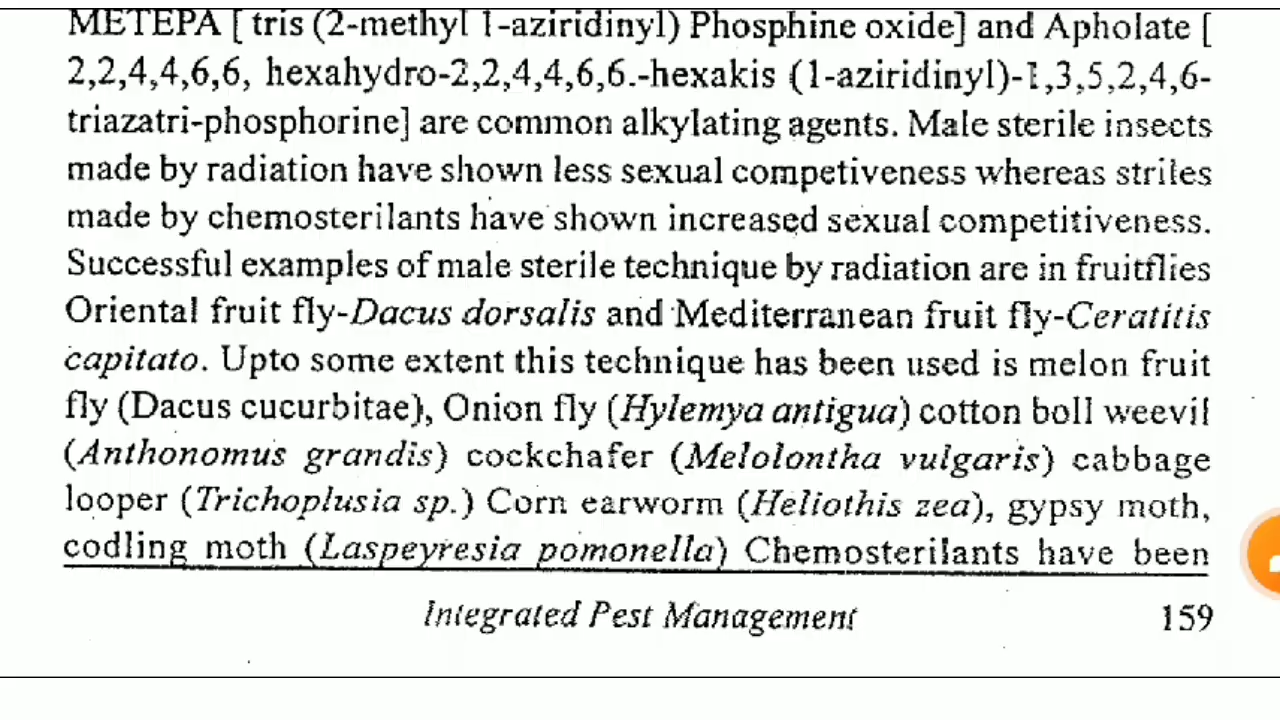 METEPA [ tris (2-methyl 1-aziridinyl) Phosphine oxide] and Apholate [
2,2,4,4,6,6, hexahydro-2,2,4,4,6,6.-hexakis (1-aziridinyl)-1,3,5,2,4,6-
triazatri-phosphorine] are common alkylating agents. Male sterile insects
made by radiation have shown less sexual competiveness whereas striles
made by chemosterilants have shown increased sexual competitiveness.
Successful examples of male sterile technique by radiation are in fruitflies
Oriental fruit fly-Dacus dorsalis and Mediterranean fruit fly-Ceratitis
capitato. Upto some extent this technique has been used is melon fruit
fly (Dacus cucurbitae), Onion fly (Hylemya antigua) cotton boll weevil
(Anthonomus grandis) cockchafer (Melolontha vulgaris) cabbage
looper (Trichoplusia sp.) Corn earworm (Heliothis zea), gypsy moth,
codling moth (Laspeyresia pomonella) Chemosterilants have been
Integrated Pest Management 159